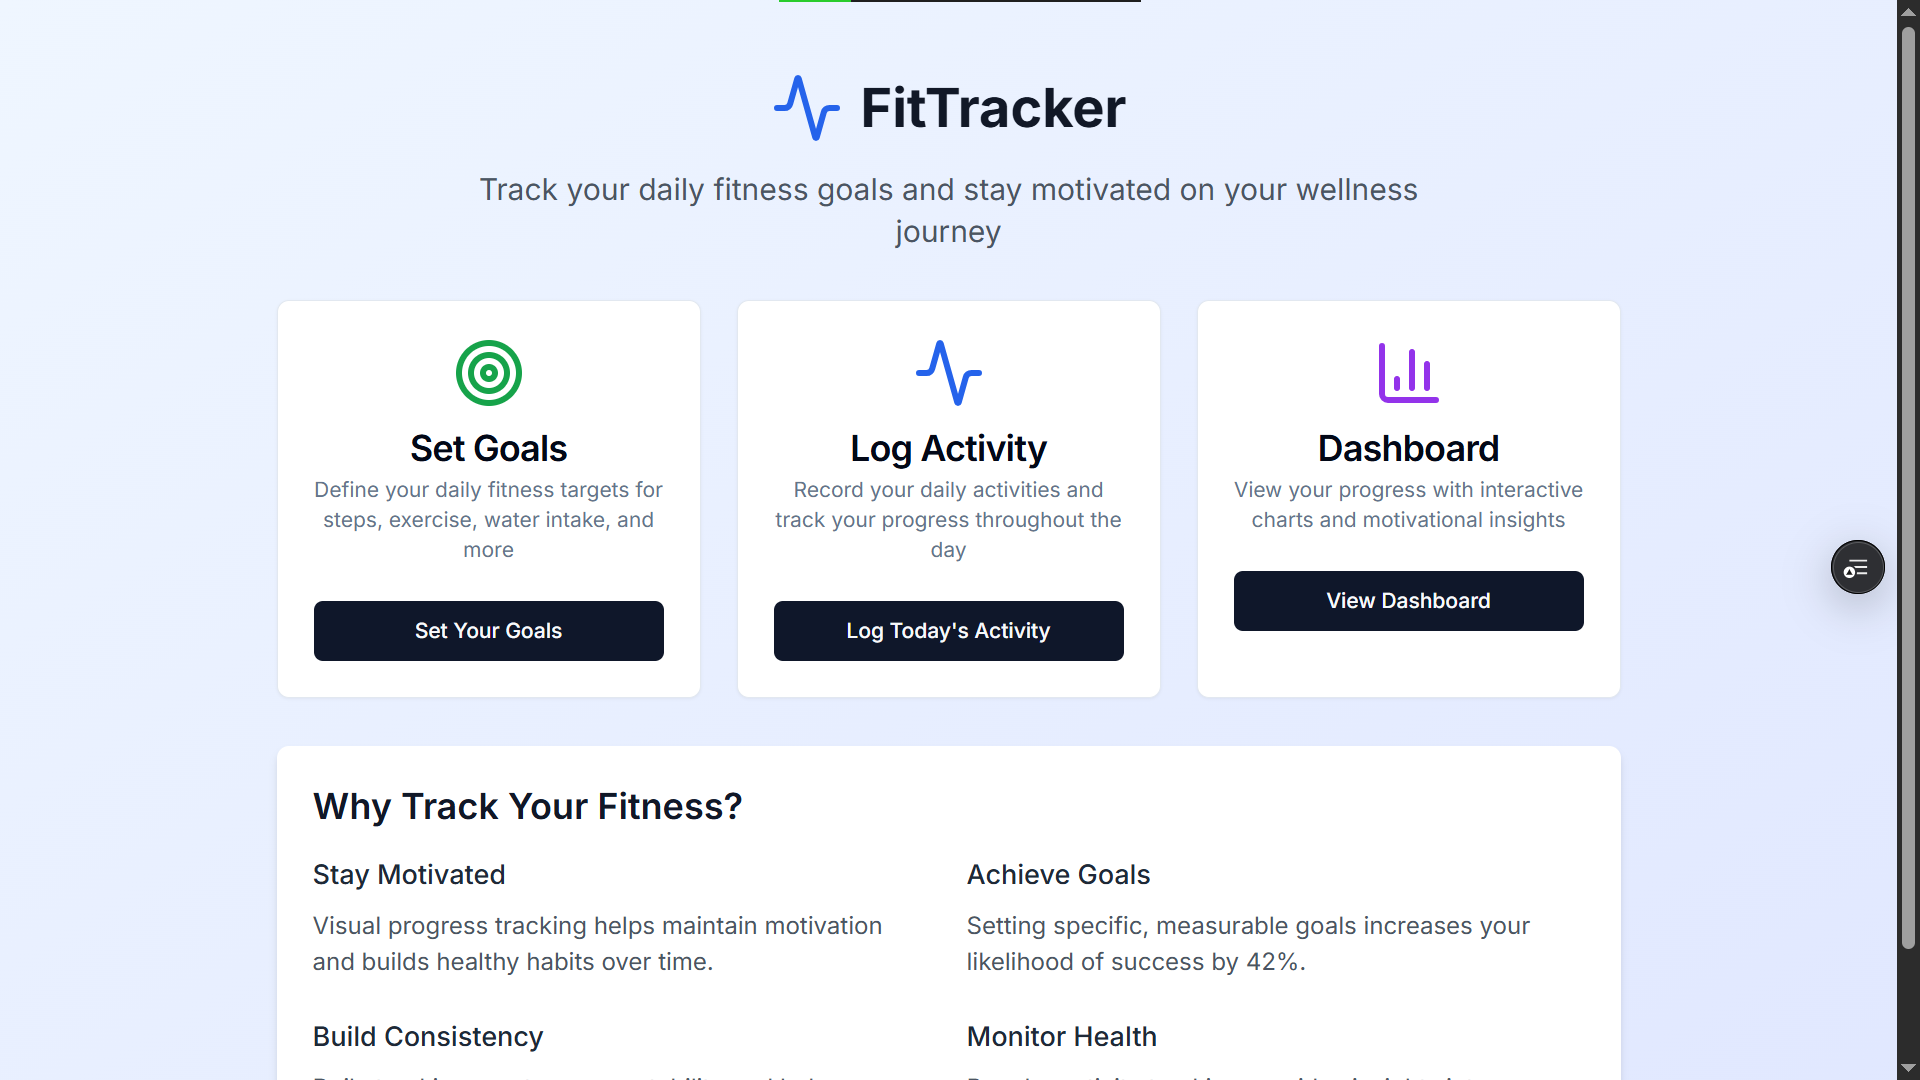 FitTracker
Track your daily fitness goals and stay motivated on your wellness
journey
Set Goals
Define your daily fitness targets for
steps, exercise, water intake, and
more
Set Your Goals
Log Activity
Record your daily activities and
track your progress throughout the
day
Log Today's Activity
Dashboard
View your progress with interactive
charts and motivational insights
View Dashboard
Why Track Your Fitness?
Stay Motivated
Visual progress tracking helps maintain motivation
and builds healthy habits over time.
Achieve Goals
Setting specific, measurable goals increases your
likelihood of success by 42%.
Build Consistency
Monitor Health